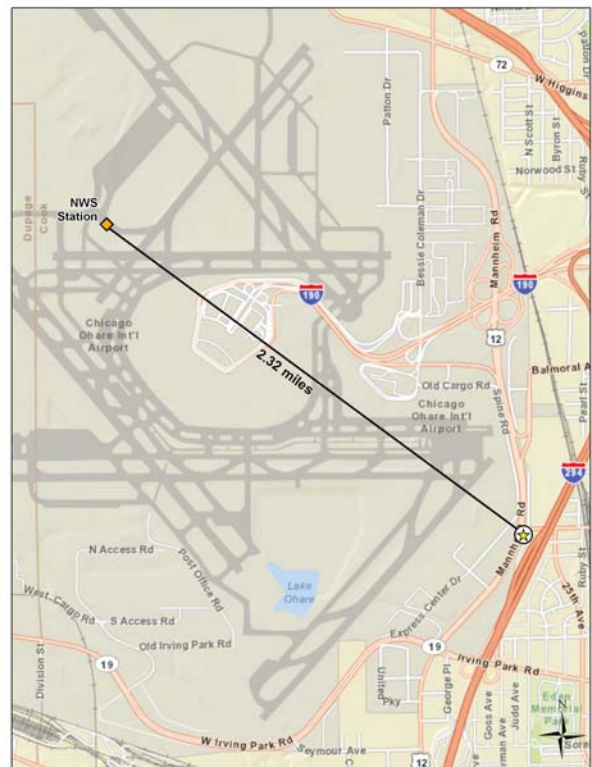 72
W Higgins
Patton Dr
N Scott St
Byron St
Ruby St
Norwood St
NWS
Station
Dupage
Cook
Bessie Coleman Dr
Mannheim Rd
190
190
12
Chicago
Ohare Int'l
Airport
2.32 miles
Balmoral A
Old Cargo Rd
Pearl St
Chicago
Ohare Int'l
Airport
Spine Rd
294
Mannh Rd
N Access Rd
Post Office Rd
Ruby St
25th Ave
Lake
Ohare
West Cargo Rd
S Access Rd
Express Center Dr
Old Irving Park Rd
19
19
Irving Park Rd
Division St
United
Pky
George Pl
Goss Ave
Judd Ave
Eden
Memorial
Park
W Irving Park Rd
Seymour Ave
12
rman Ave
Sore